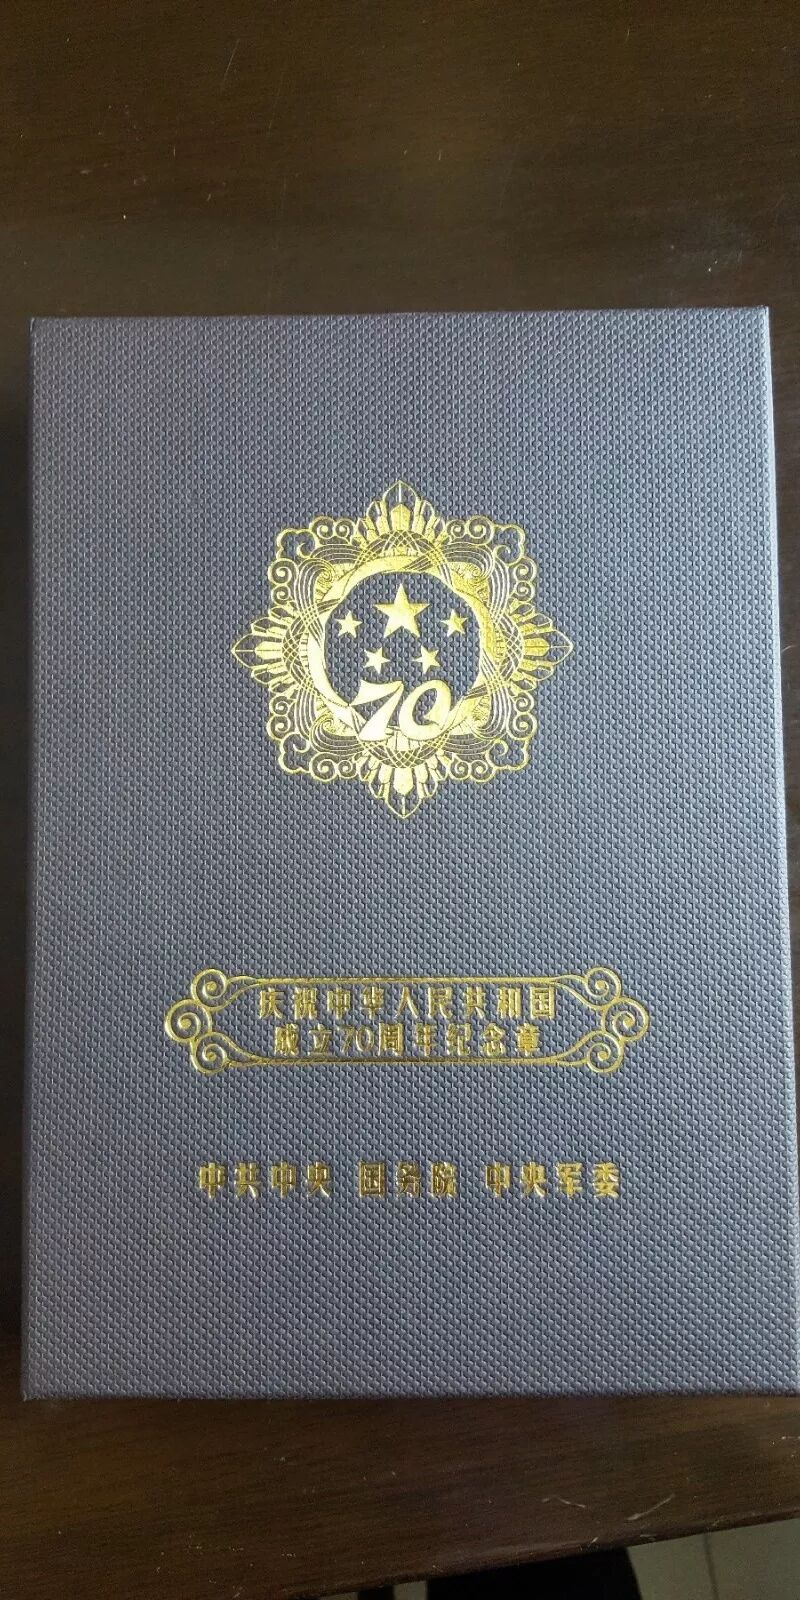 70
庆祝中华人民共和国
成立70周年纪念章
中共中央 国务院 中央军委